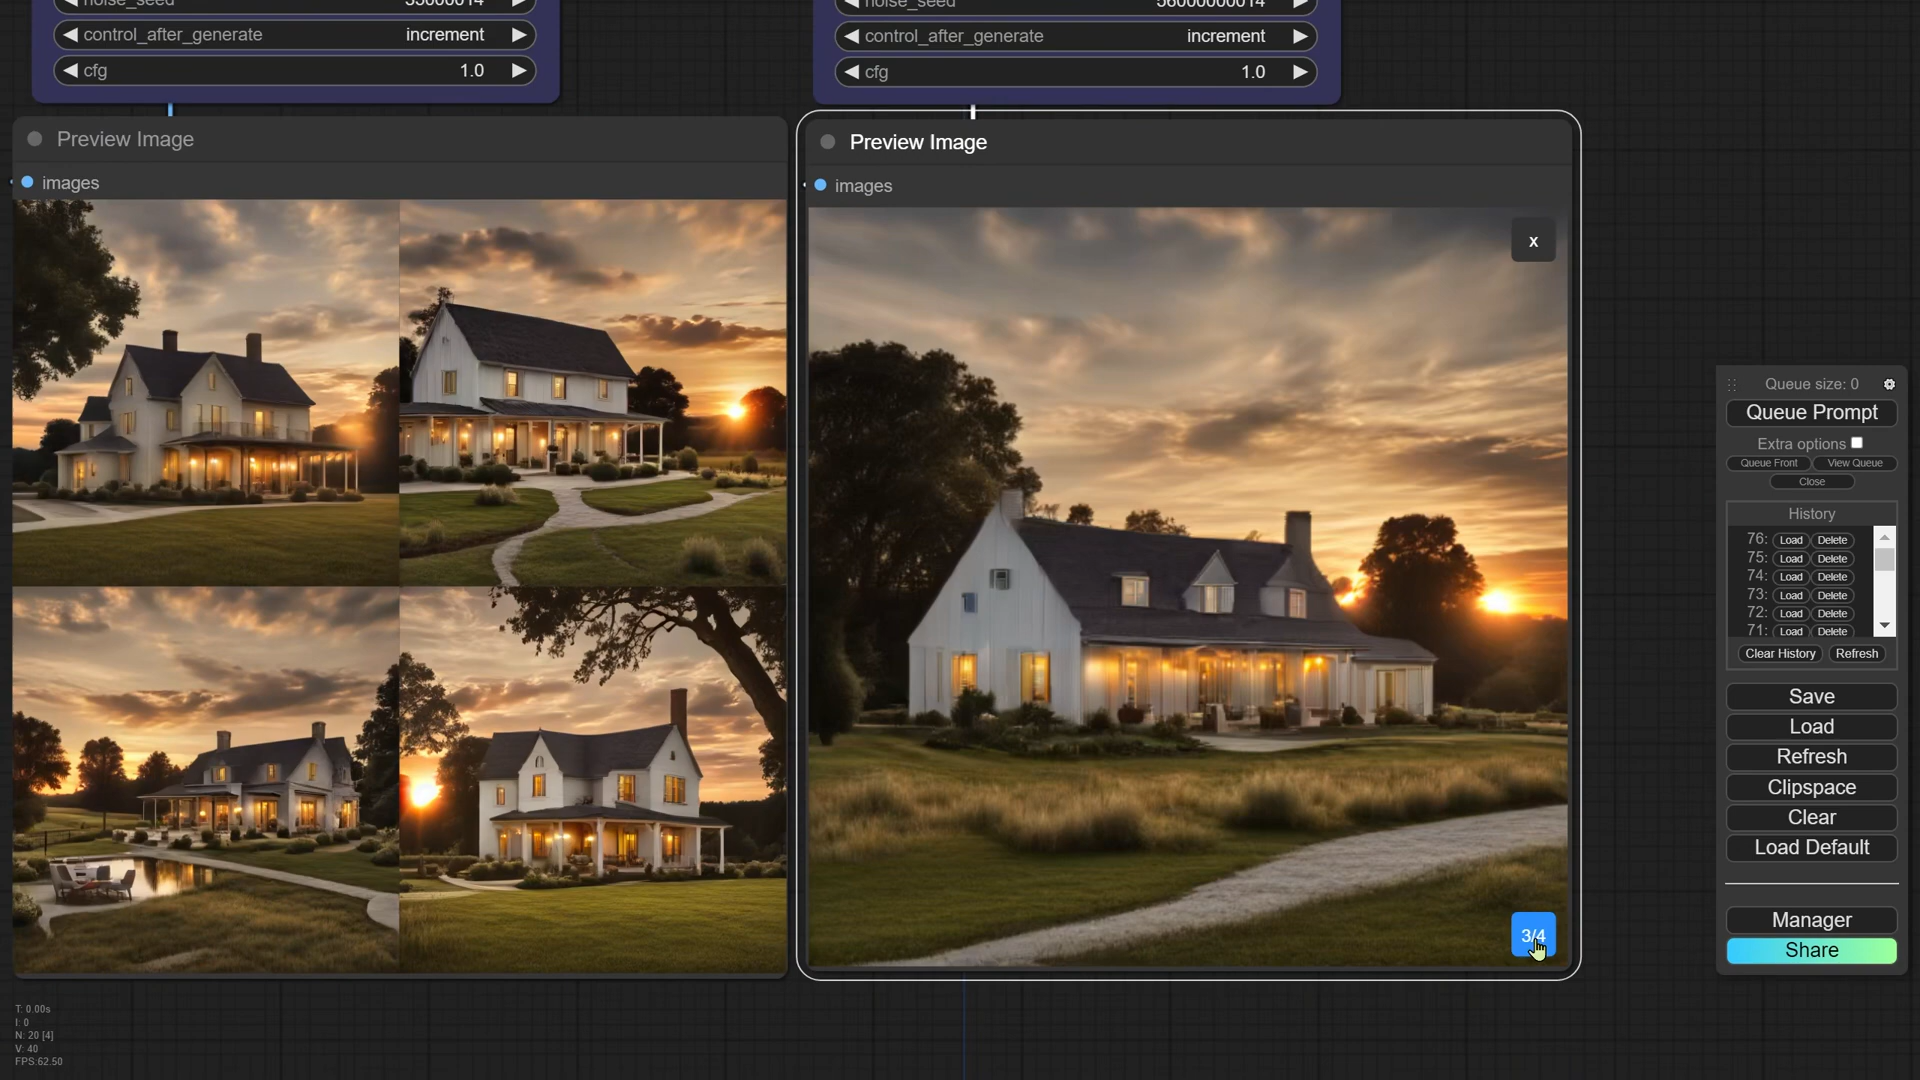 noise_seed
control_after_generate increment
cfg 1.0
noise_seed
control_after_generate increment
cfg 1.0
Preview Image
images
Preview Image
images
x
3/4
Queue size: 0
Queue Prompt
Extra options
Queue Front View Queue
Close
History
76: Load Delete
75: Load Delete
74: Load Delete
73: Load Delete
72: Load Delete
71: Load Delete
Clear History Refresh
Save
Load
Refresh
Clipspace
Clear
Load Default
Manager
Share
T: 0.00s
I: 0
N: 20 [4]
V: 40
FPS:62.50